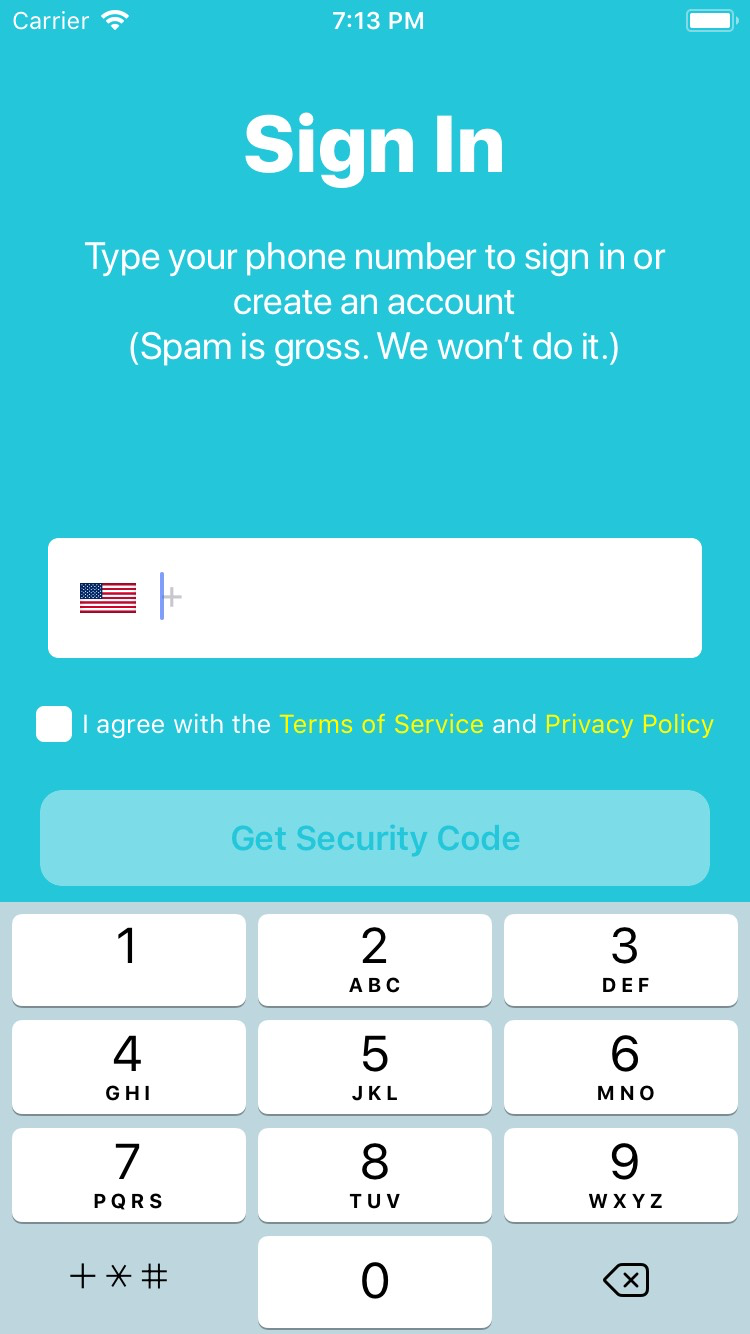 Carrier 7:13 PM
Sign In
Type your phone number to sign in or
create an account
(Spam is gross. We won’t do it.)
+
I agree with the Terms of Service and Privacy Policy
Get Security Code
1 2 3
ABC DEF
4 5 6
GHI JKL MNO
7 8 9
PQRS TUV WXYZ
+ * # 0